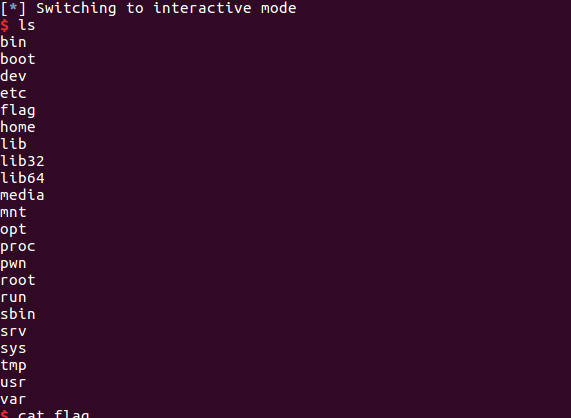 [*] Switching to interactive mode
$ ls
bin
boot
dev
etc
flag
home
lib
lib32
lib64
media
mnt
opt
proc
pwn
root
run
sbin
srv
sys
tmp
usr
var
$ cat flag